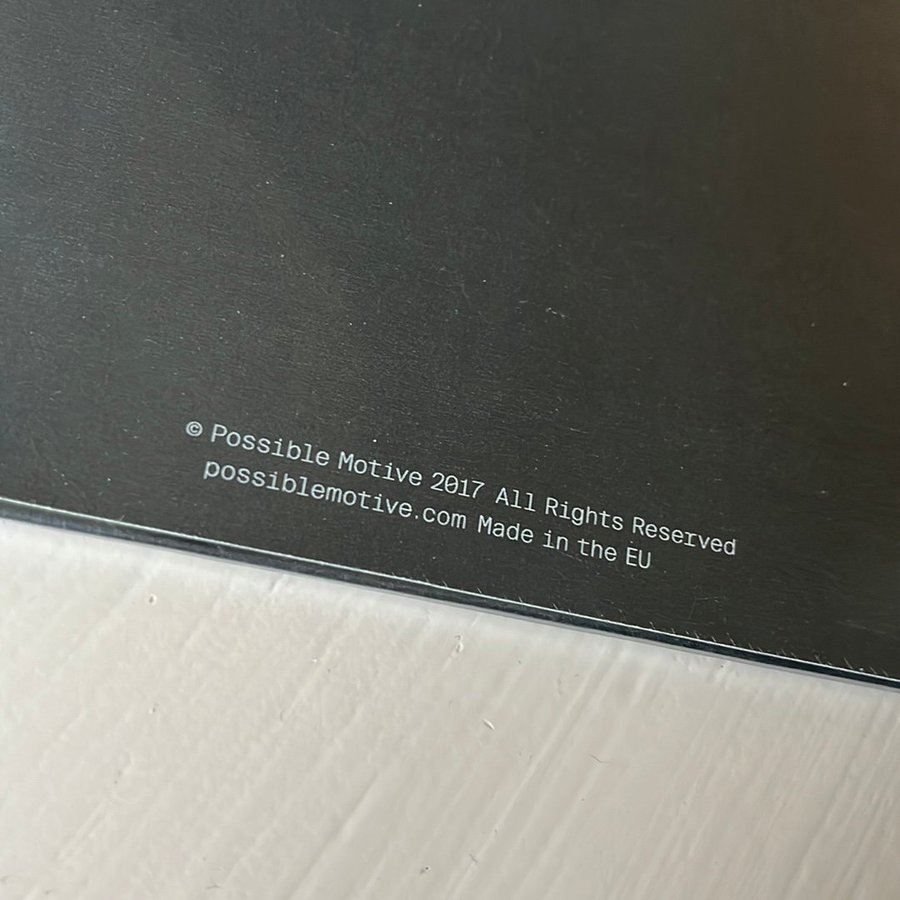 © Possible Motive 2017 All Rights Reserved
possiblemotive.com Made in the EU